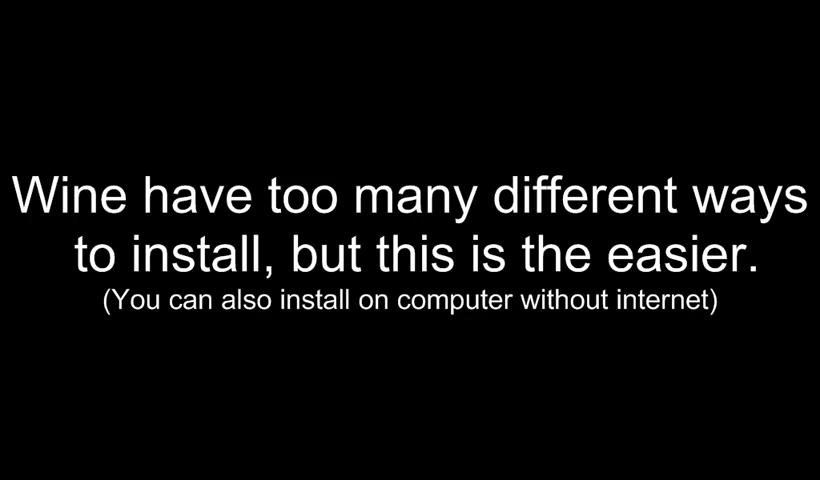 Wine have too many different ways
to install, but this is the easier.
(You can also install on computer without internet)